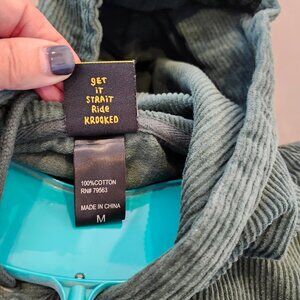 get
it
StRAit
Ride
KROOKED
100%COTTON
RN# 79563
MADE IN CHINA
M